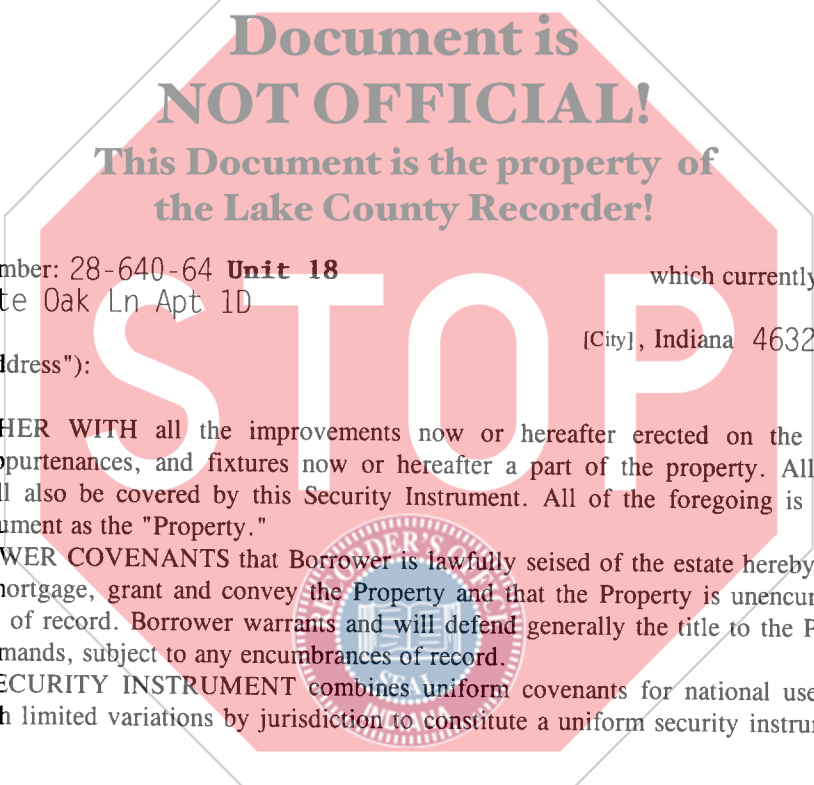 Document is
NOT OFFICIAL!
This Document is the property of
the Lake County Recorder!
mber: 28-640-64 Unit 18 which currently
te Oak Ln Apt 1D
[City], Indiana 4632
ddress"):
STOP
HER WITH all the improvements now or hereafter erected on the
ppurtenances, and fixtures now or hereafter a part of the property. All
ll also be covered by this Security Instrument. All of the foregoing is
ument as the "Property."
WER COVENANTS that Borrower is lawfully seised of the estate hereby
nortgage, grant and convey the Property and that the Property is unencu
of record. Borrower warrants and will defend generally the title to the P
mands, subject to any encumbrances of record.
ECURITY INSTRUMENT combines uniform covenants for national use
h limited variations by jurisdiction to constitute a uniform security instru
RECORDER'S OFFICE
SEAL
INDIANA